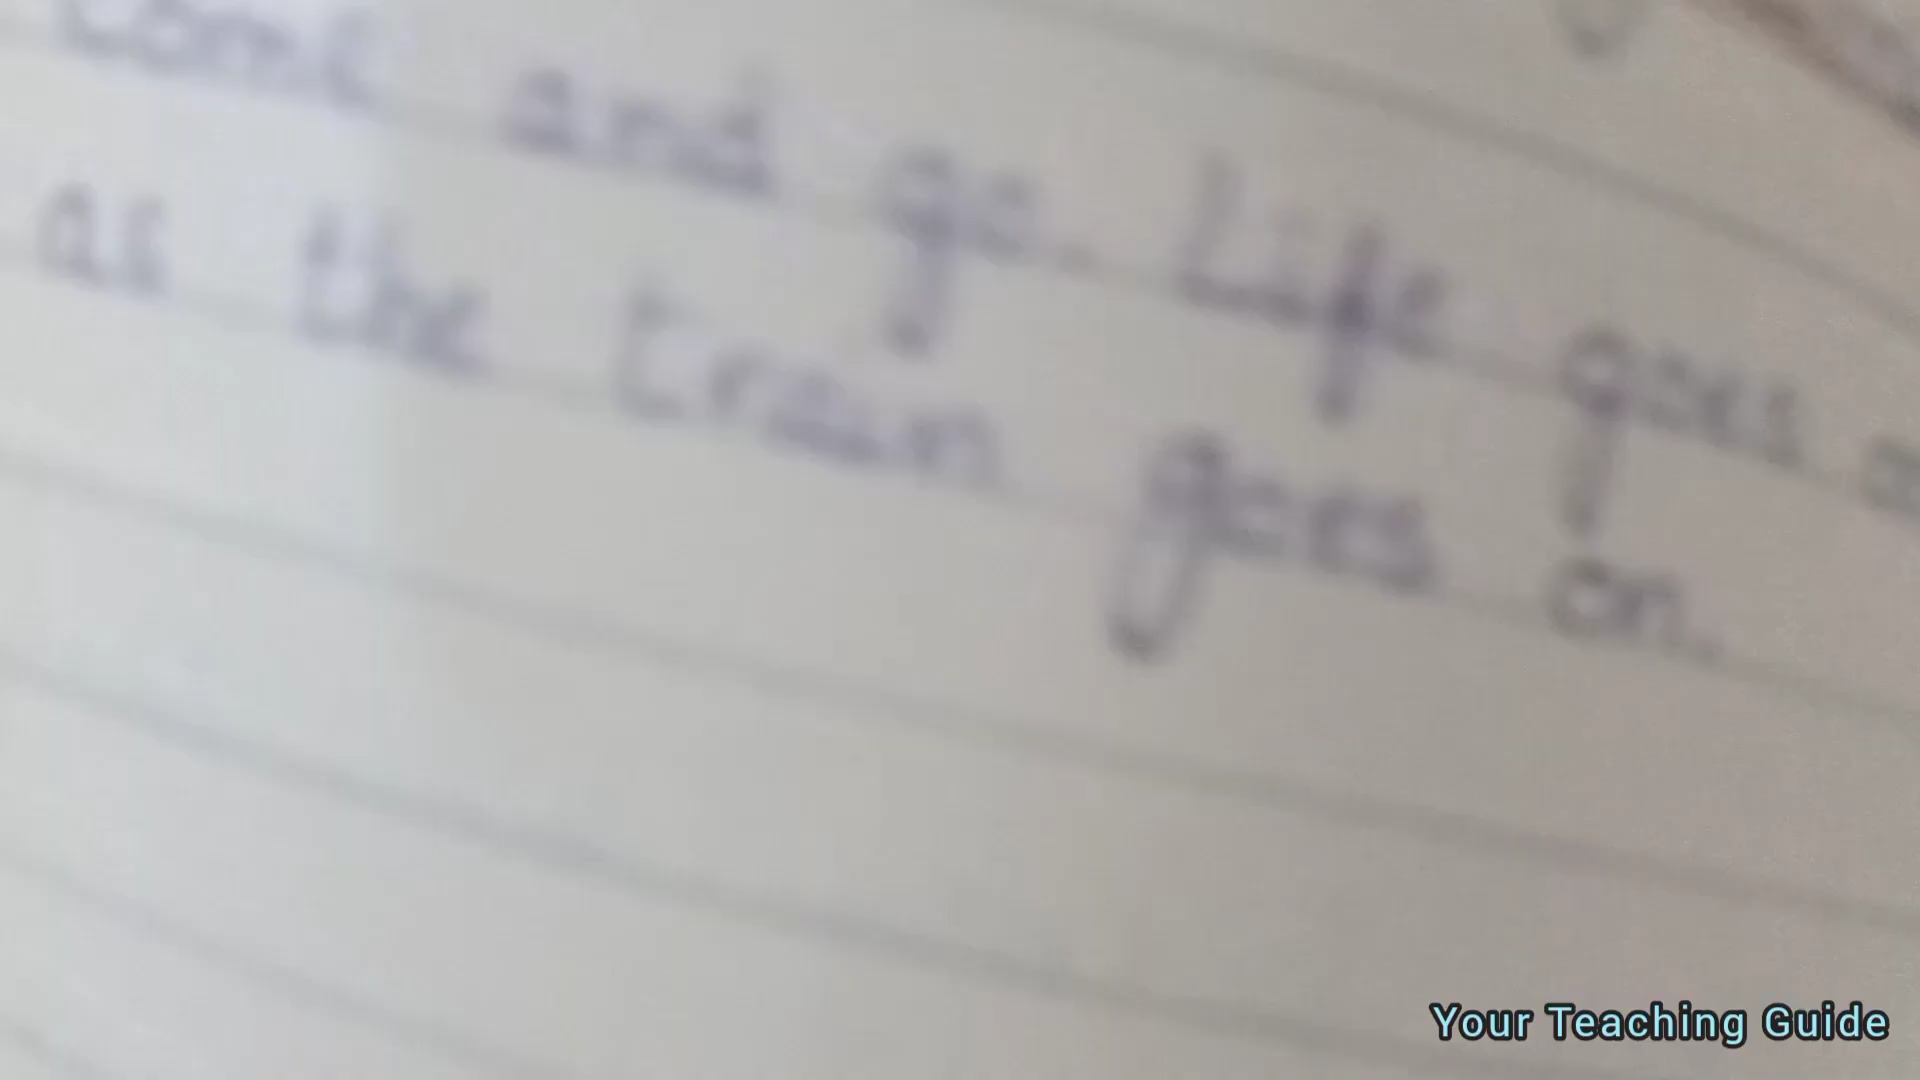 come and go. Life goes
as the train goes on.
Your Teaching Guide